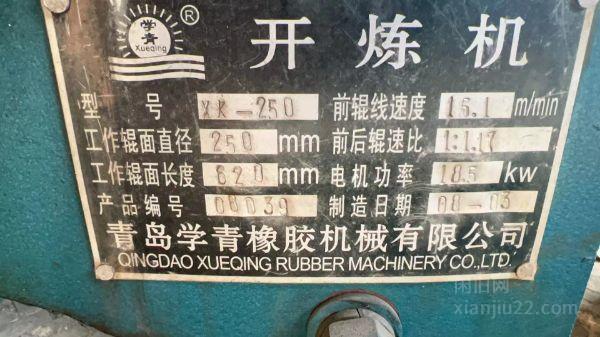 学青
Xueqing
®
开炼机
型号 XK-250 前辊线速度 15.1 m/min
工作辊面直径 250 mm 前后辊速比 1:1.17
工作辊面长度 620 mm 电机功率 18.5 kw
产品编号 08039 制造日期 08-03
青岛学青橡胶机械有限公司
QINGDAO XUEQING RUBBER MACHINERY CO.,LTD.
闲旧网
xianjiu22.com